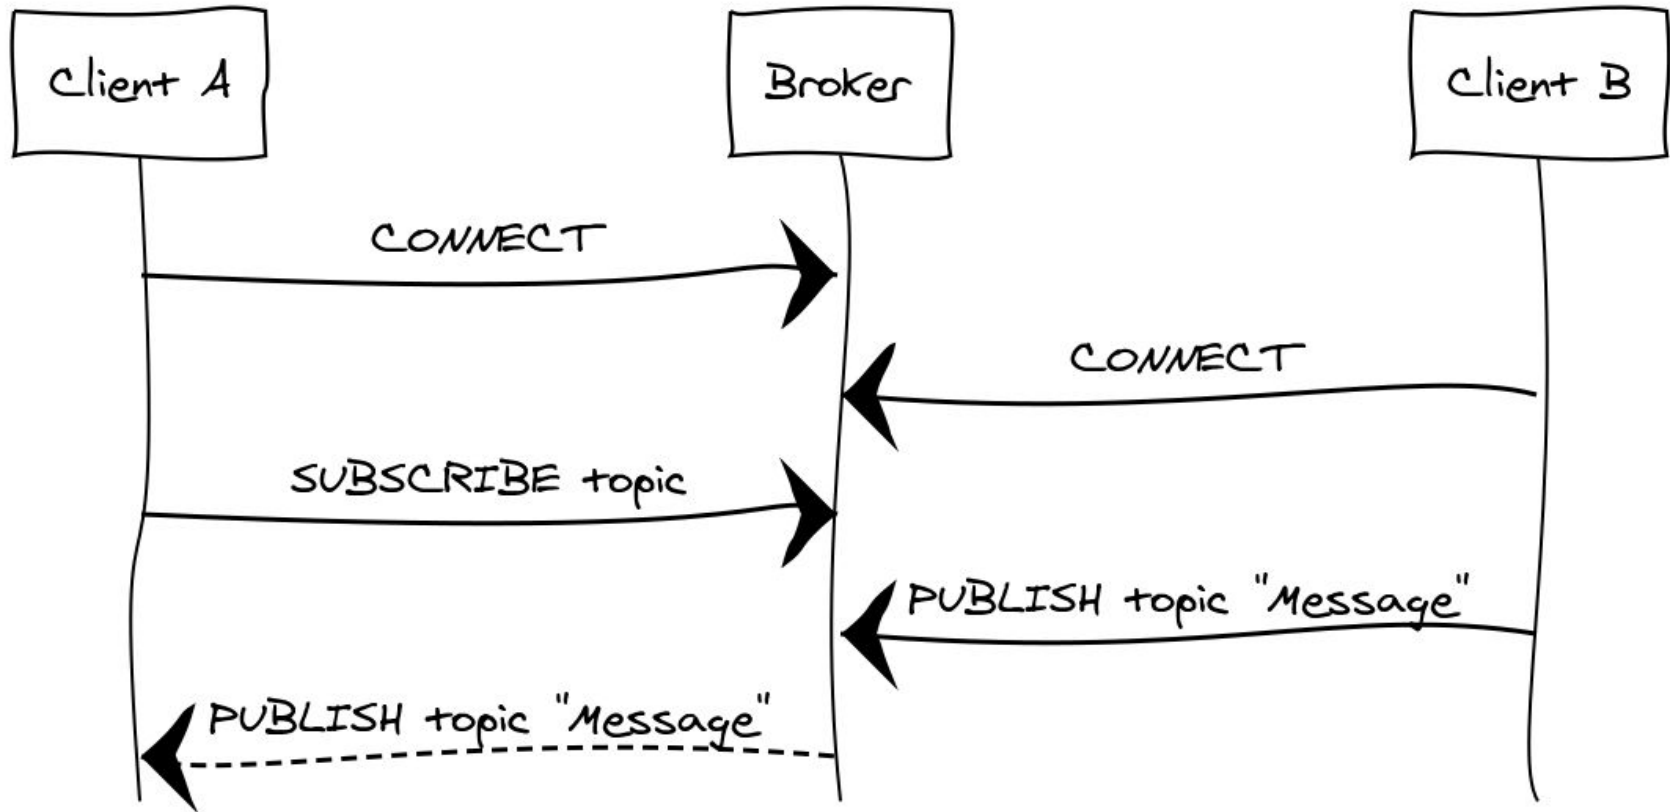 Client A
Broker
Client B
CONNECT
CONNECT
SUBSCRIBE topic
PUBLISH topic "Message"
PUBLISH topic "Message"